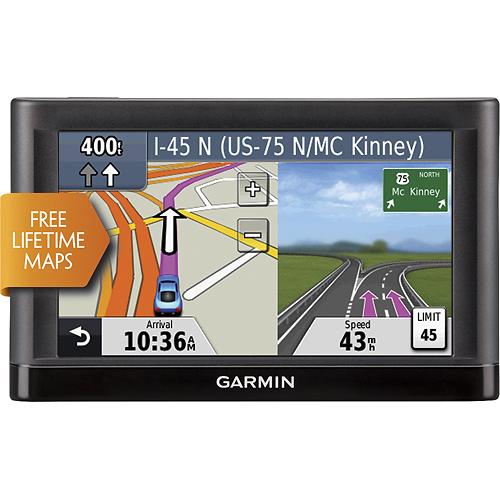 400ft
I-45 N (US-75 N/MC Kinney)
75 NORTH
Mc Kinney
+
FREE
LIFETIME
MAPS
–
Arrival
10:36AM
Speed
43mh
LIMIT
45
GARMIN